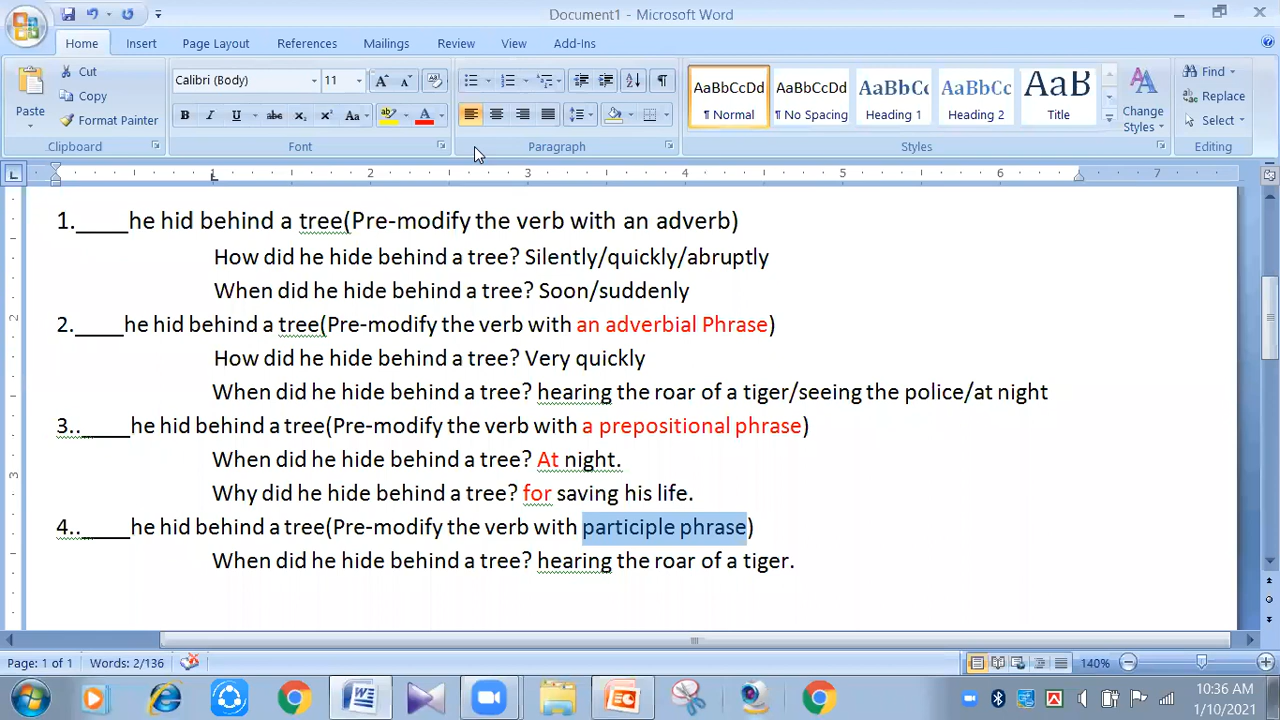 Document1 - Microsoft Word
Home Insert Page Layout References Mailings Review View Add-Ins
Paste
Cut
Copy
Format Painter
Clipboard
Calibri (Body) 11
Font
Paragraph
AaBbCcDd AaBbCcDd AaBbCc AaBbCc AaB
¶ Normal ¶ No Spacing Heading 1 Heading 2 Title
Change Styles
Styles
Find
Replace
Select
Editing
1 2 3 4 5 6 7
1.____he hid behind a tree(Pre-modify the verb with an adverb)
How did he hide behind a tree? Silently/quickly/abruptly
When did he hide behind a tree? Soon/suddenly
2.____he hid behind a tree(Pre-modify the verb with an adverbial Phrase)
How did he hide behind a tree? Very quickly
When did he hide behind a tree? hearing the roar of a tiger/seeing the police/at night
3..____he hid behind a tree(Pre-modify the verb with a prepositional phrase)
When did he hide behind a tree? At night.
Why did he hide behind a tree? for saving his life.
4..____he hid behind a tree(Pre-modify the verb with participle phrase)
When did he hide behind a tree? hearing the roar of a tiger.
Page: 1 of 1 Words: 2/136 140%
10:36 AM
1/10/2021